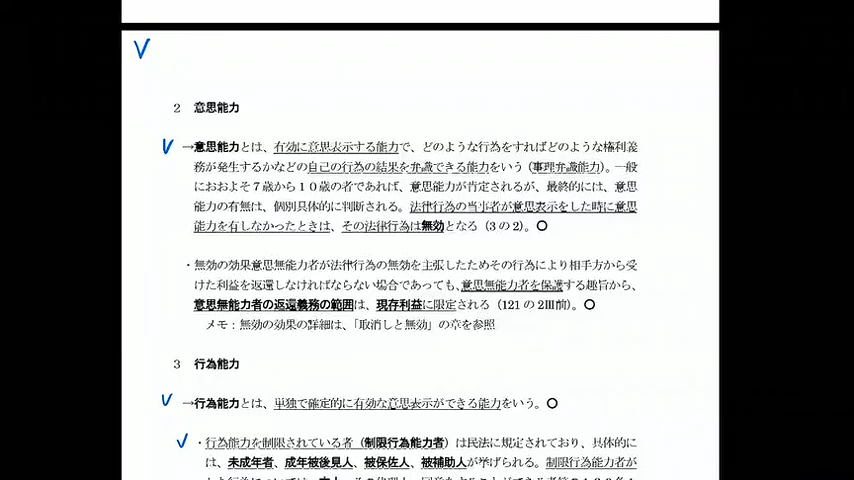 2 意思能力
→意思能力とは、有効に意思表示する能力で、どのような行為をすればどのような権利義
務が発生するかなどの自己の行為の結果を弁識できる能力をいう（事理弁識能力）。一般
におおよそ７歳から１０歳の者であれば、意思能力が肯定されるが、最終的には、意思
能力の有無は、個別具体的に判断される。法律行為の当事者が意思表示をした時に意思
能力を有しなかったときは、その法律行為は無効となる（3 の 2）。〇
・無効の効果意思無能力者が法律行為の無効を主張したためその行為により相手方から受
けた利益を返還しなければならない場合であっても、意思無能力者を保護する趣旨から、
意思無能力者の返還義務の範囲は、現存利益に限定される（121 の 2Ⅲ前）。〇
メモ：無効の効果の詳細は、「取消しと無効」の章を参照
3 行為能力
→行為能力とは、単独で確定的に有効な意思表示ができる能力をいう。〇
・行為能力を制限されている者（制限行為能力者）は民法に規定されており、具体的に
は、未成年者、成年被後見人、被保佐人、被補助人が挙げられる。制限行為能力者が